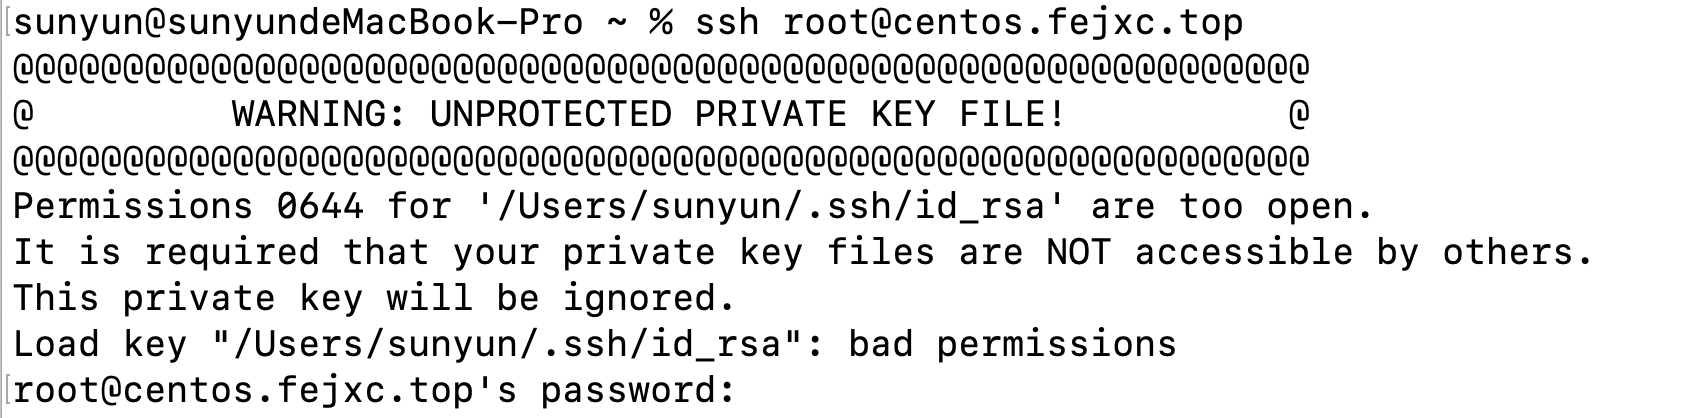 sunyun@sunyundeMacBook-Pro ~ % ssh root@centos.fejxc.top
@@@@@@@@@@@@@@@@@@@@@@@@@@@@@@@@@@@@@@@@@@@@@@@@@@@@@@@@@@@
@         WARNING: UNPROTECTED PRIVATE KEY FILE!          @
@@@@@@@@@@@@@@@@@@@@@@@@@@@@@@@@@@@@@@@@@@@@@@@@@@@@@@@@@@@
Permissions 0644 for '/Users/sunyun/.ssh/id_rsa' are too open.
It is required that your private key files are NOT accessible by others.
This private key will be ignored.
Load key "/Users/sunyun/.ssh/id_rsa": bad permissions
root@centos.fejxc.top's password: